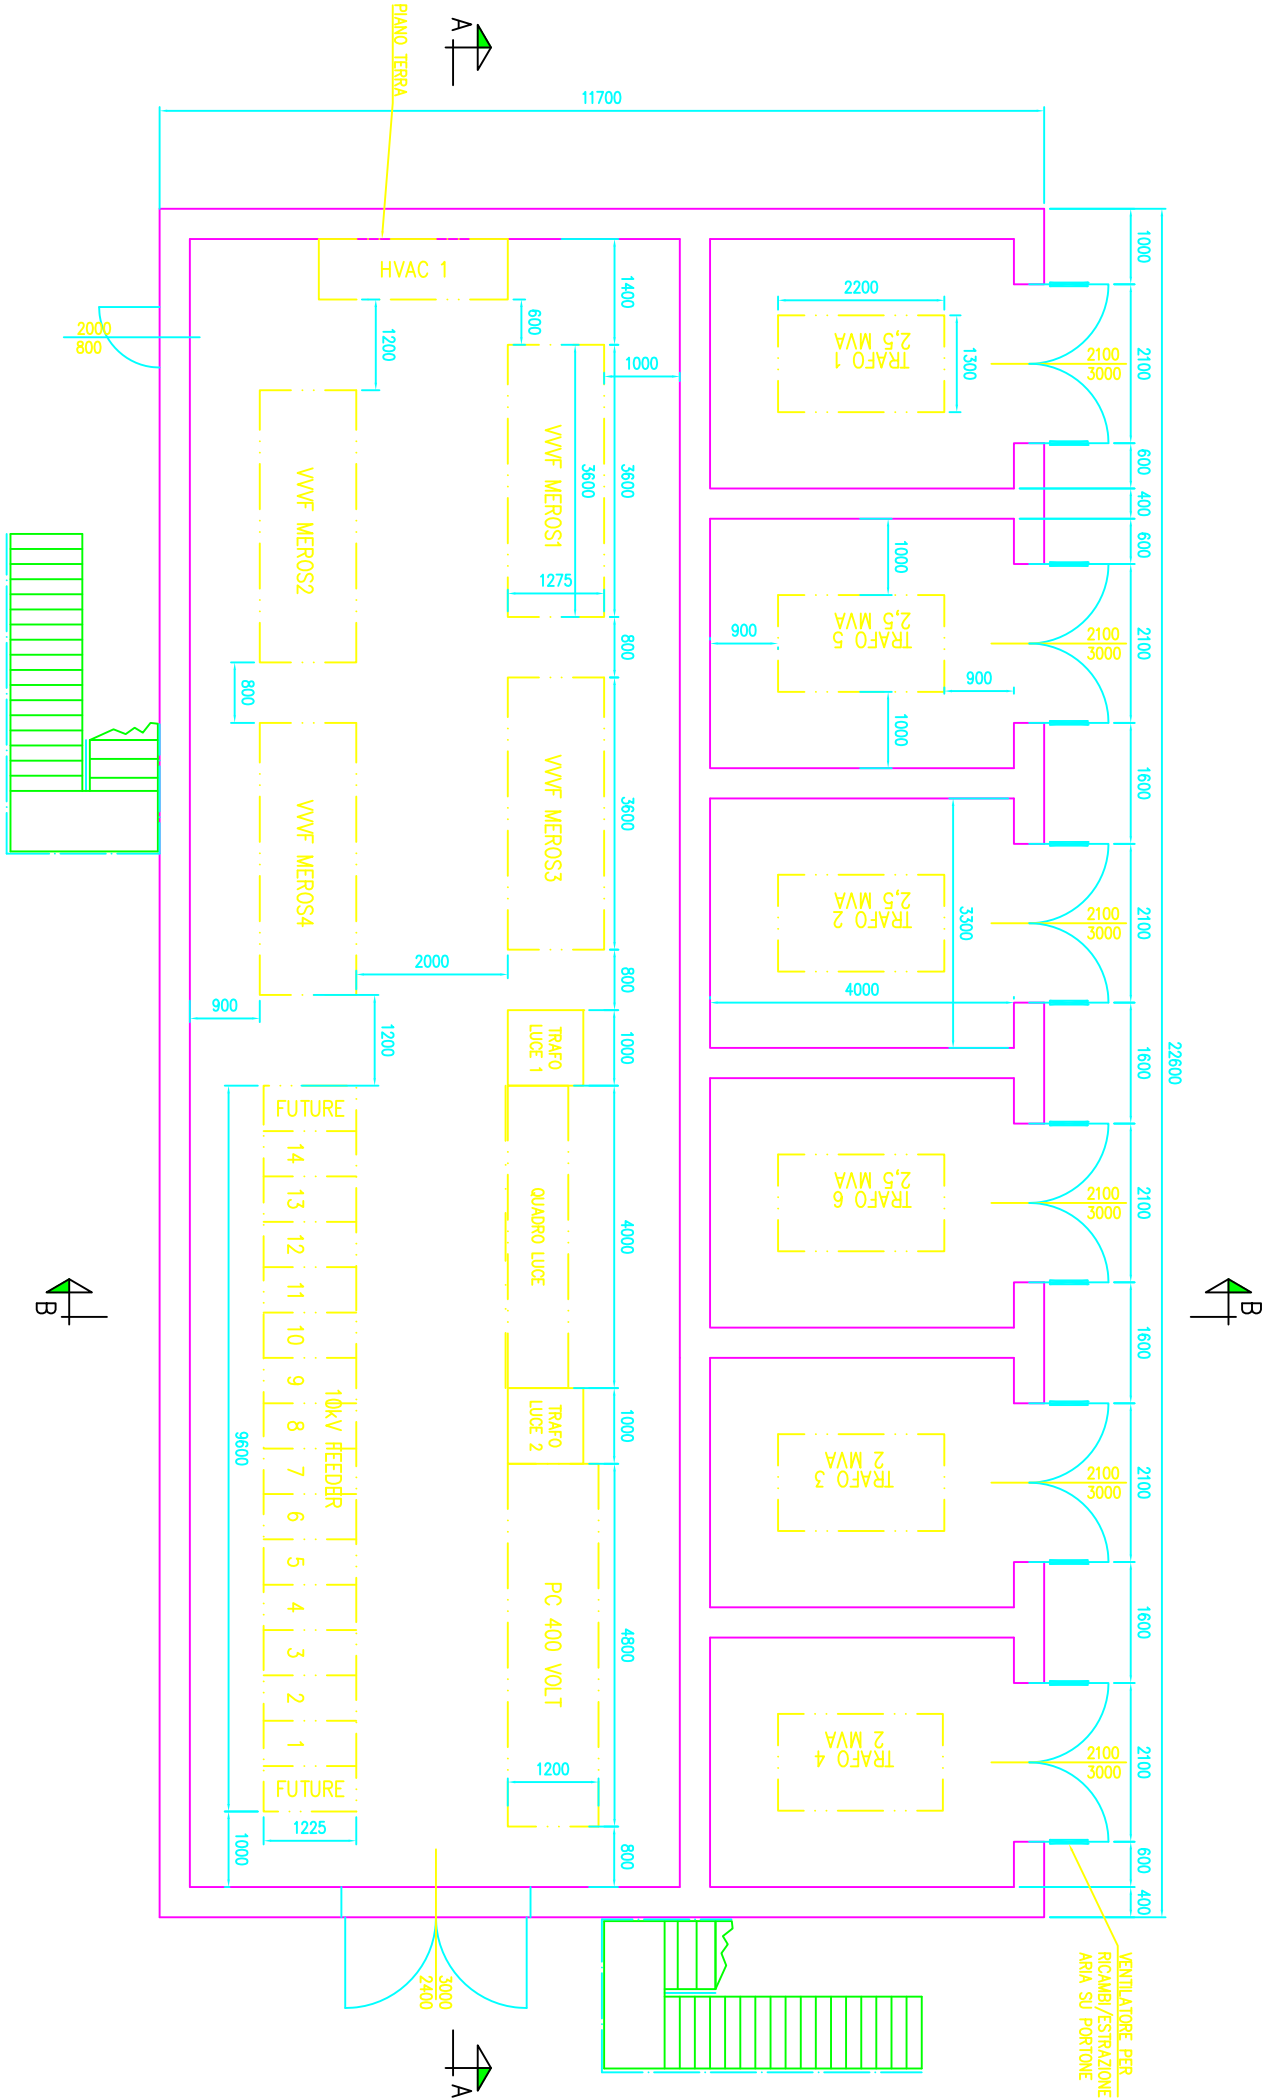 A
PIANO TERRA
11700
22600
1000
2100
600
400
600
2100
1600
2100
1600
2100
1600
2100
1600
2100
600
400
2100
3000
2100
3000
2100
3000
2100
3000
2100
3000
2100
3000
TRAFO 1
2,5 MVA
2200
1300
TRAFO 5
2,5 MVA
1000
900
900
1000
TRAFO 2
2,5 MVA
3300
4000
TRAFO 6
2,5 MVA
TRAFO 3
2 MVA
TRAFO 4
2 MVA
HVAC 1
1400
600
1200
1000
3600
800
3600
800
1000
4000
1000
4800
800
VVVF MEROS1
3600
1275
VVVF MEROS3
TRAFO
LUCE 1
QUADRO LUCE
TRAFO
LUCE 2
PC 400 VOLT
1200
2000
800
VVVF MEROS2
800
VVVF MEROS4
2000
900
1200
FUTURE
14
13
12
11
10
9
8
7
6
5
4
3
2
1
FUTURE
10kV FEEDER
9600
1225
1000
3000
2400
VENTILATORE PER
RICAMBI/ESTRAZIONE
ARIA SU PORTONE
B
B
A